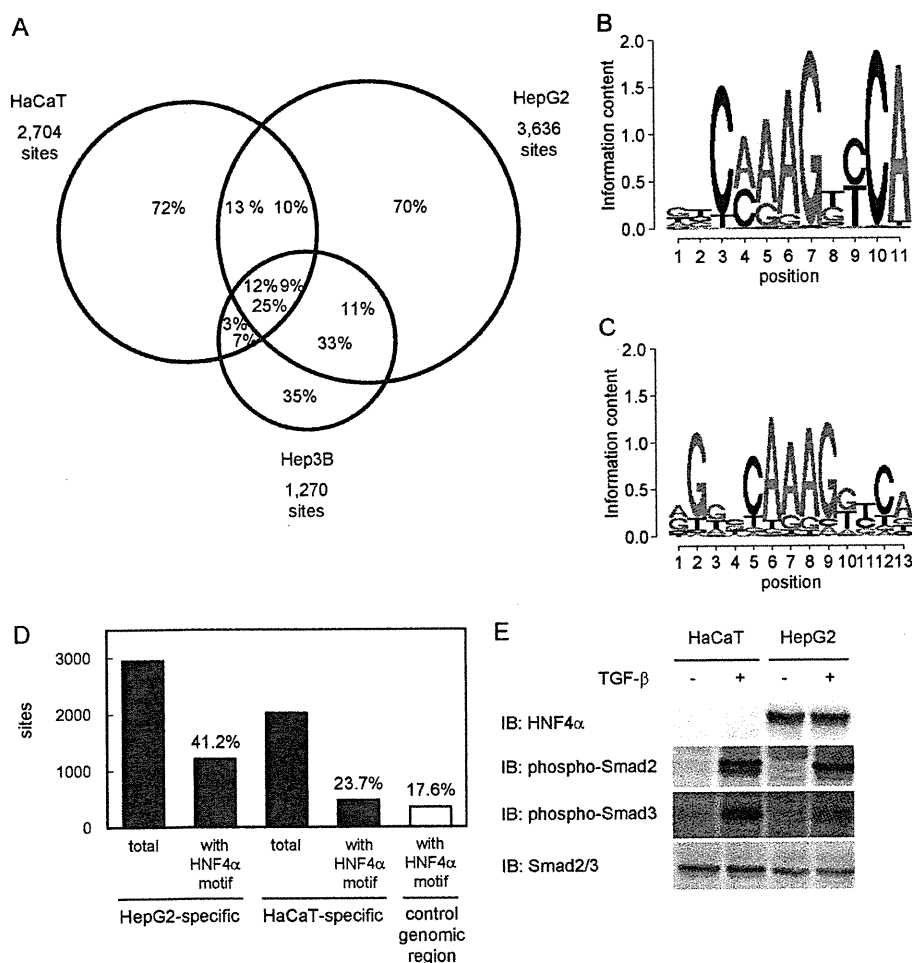 A
HaCaT
2,704
sites
HepG2
3,636
sites
72%
13 %
10%
70%
12%
9%
25%
3%
7%
11%
33%
35%
Hep3B
1,270
sites
B
Information content
2.0
1.5
1.0
0.5
0.0
1 2 3 4 5 6 7 8 9 10 11
position
C
Information content
2.0
1.5
1.0
0.5
0.0
1 2 3 4 5 6 7 8 9 10 11 12 13
position
D
sites
3000
2000
1000
0
41.2%
23.7%
17.6%
total
with
HNF4α
motif
total
with
HNF4α
motif
with
HNF4α
motif
HepG2-specific
HaCaT-specific
control
genomic
region
E
HaCaT
HepG2
TGF-β
- + - +
IB: HNF4α
IB: phospho-Smad2
IB: phospho-Smad3
IB: Smad2/3